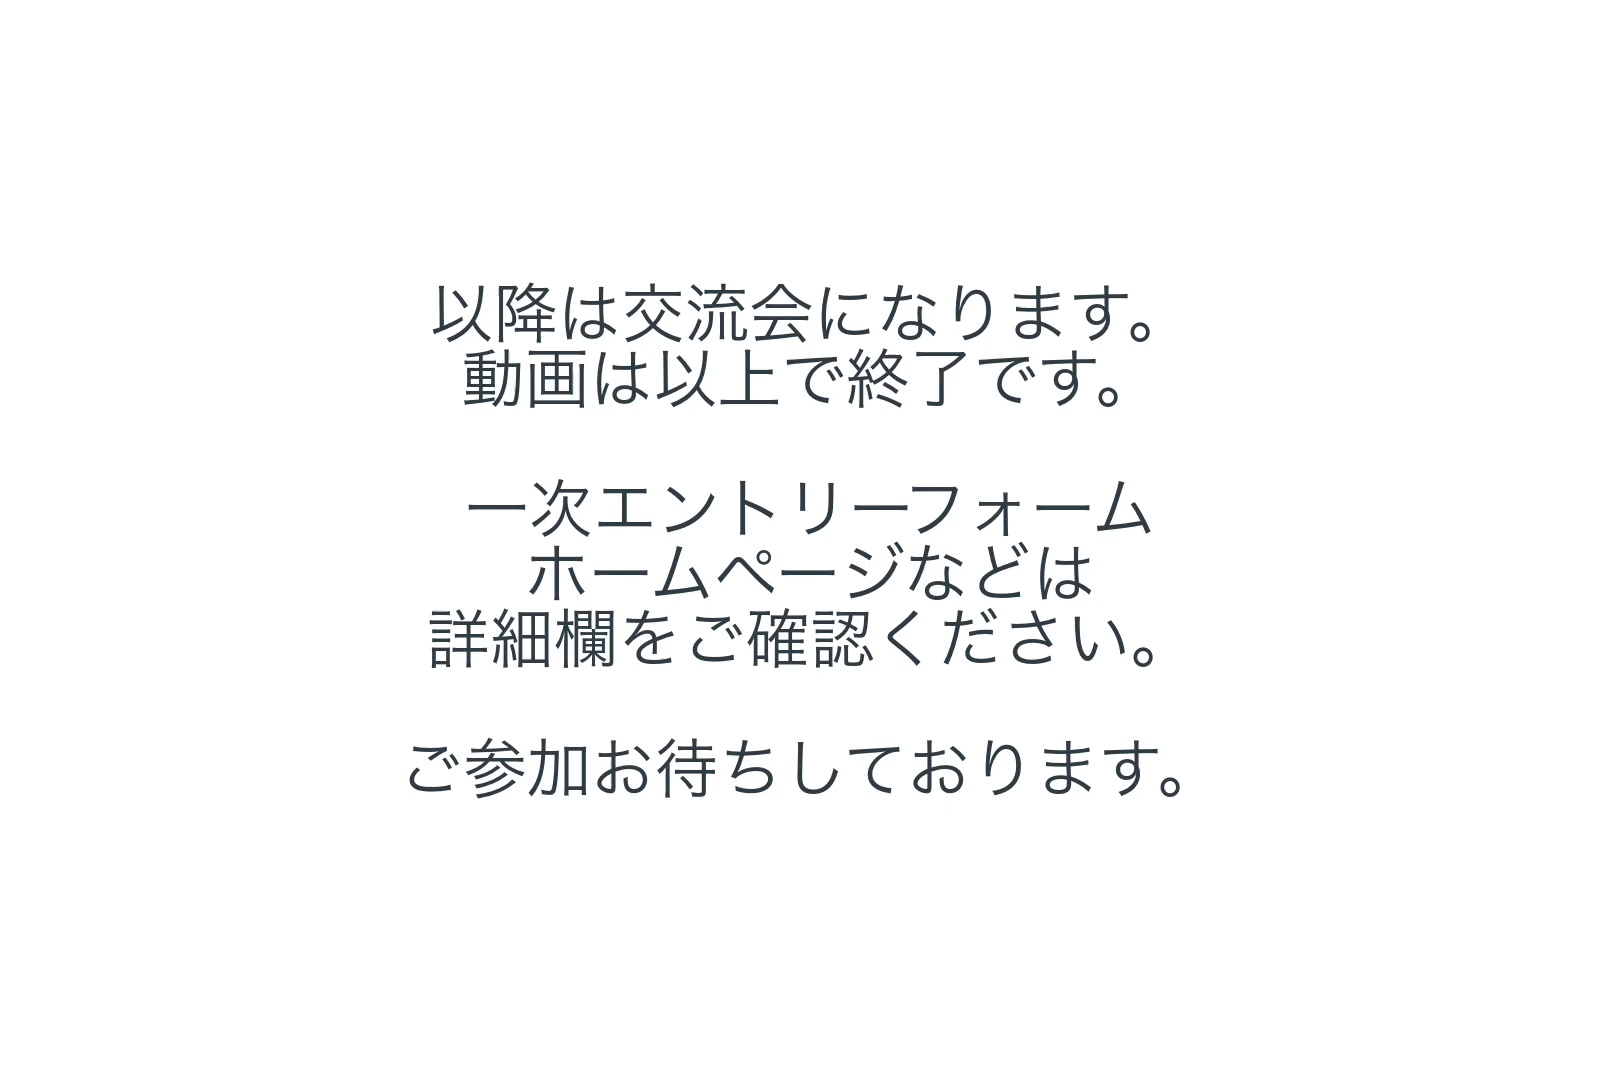 以降は交流会になります。
動画は以上で終了です。
一次エントリーフォーム
ホームページなどは
詳細欄をご確認ください。
ご参加お待ちしております。